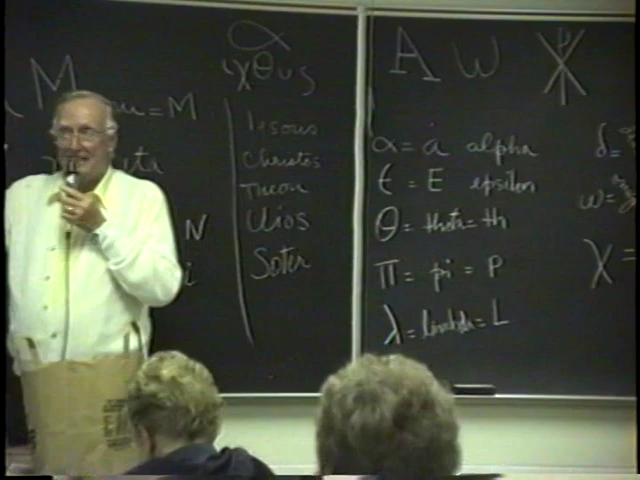 M
= M
N
ιχθυς
Iesous
Christos
Theou
Uios
Soter
A ω
α = a alpha
ϵ = E epsilon
θ = theta = th
Π = pi = P
λ = lambda = L
δ =
ω =
χ =